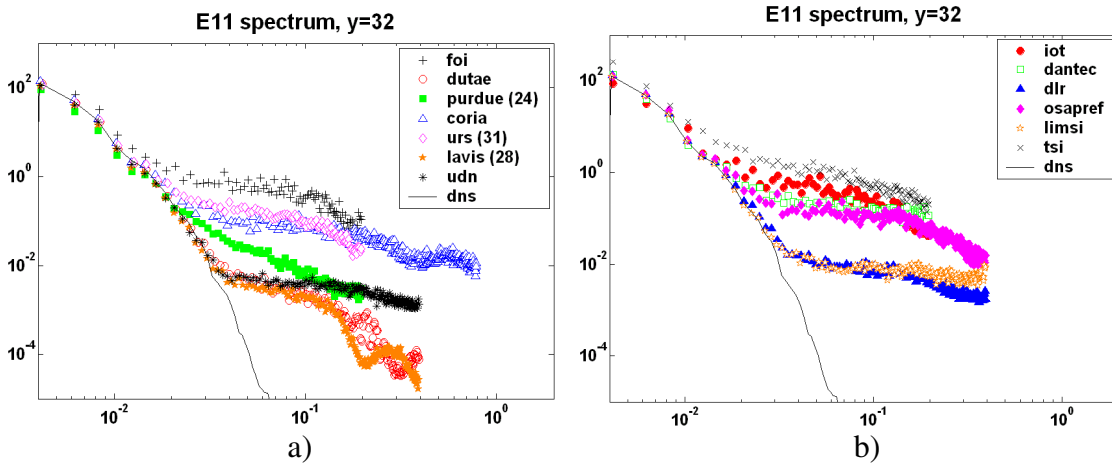 E11 spectrum, y=32
foi
dutae
purdue (24)
coria
urs (31)
lavis (28)
udn
dns
10^2
10^0
10^-2
10^-4
10^-2
10^-1
10^0
a)
E11 spectrum, y=32
iot
dantec
dlr
osapref
limsi
tsi
dns
10^2
10^0
10^-2
10^-4
10^-2
10^-1
10^0
b)